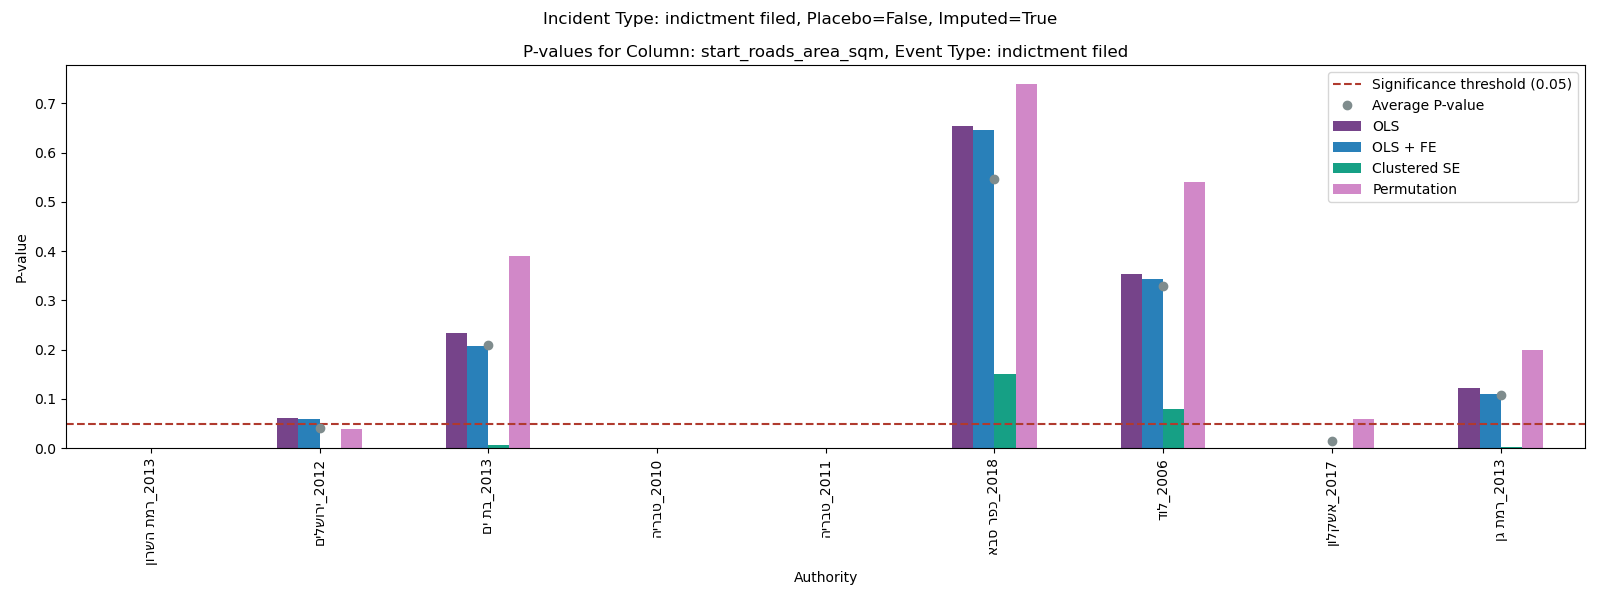 Incident Type: indictment filed, Placebo=False, Imputed=True
P-values for Column: start_roads_area_sqm, Event Type: indictment filed
Significance threshold (0.05)
Average P-value
OLS
OLS + FE
Clustered SE
Permutation
P-value
0.7
0.6
0.5
0.4
0.3
0.2
0.1
0.0
רמת השרון_2013
ירושלים_2012
בת ים_2013
טבריה_2010
טבריה_2011
כפר סבא_2018
לוד_2006
אשקלון_2017
רמת גן_2013
Authority